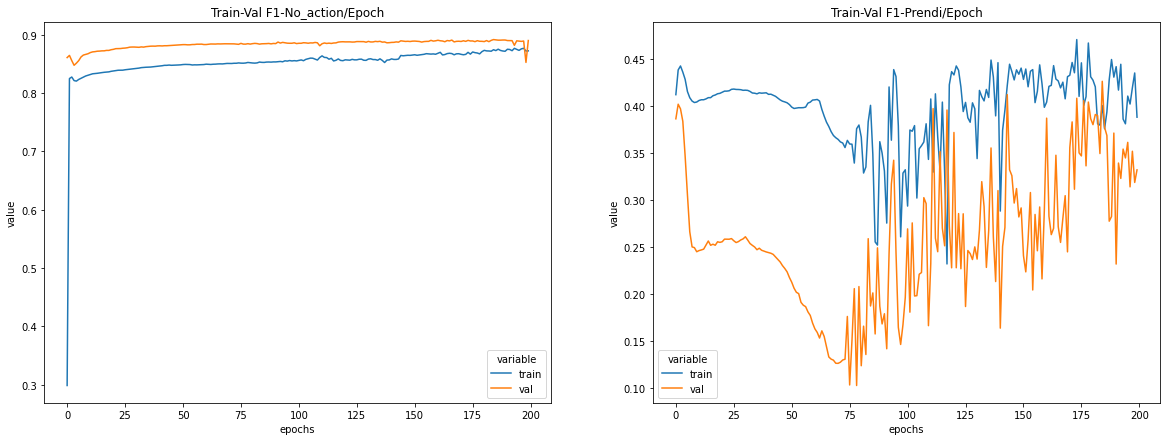 Train-Val F1-No_action/Epoch
value
0.9
0.8
0.7
0.6
0.5
0.4
0.3
0
25
50
75
100
125
150
175
200
epochs
variable
train
val
Train-Val F1-Prendi/Epoch
value
0.45
0.40
0.35
0.30
0.25
0.20
0.15
0.10
0
25
50
75
100
125
150
175
200
epochs
variable
train
val